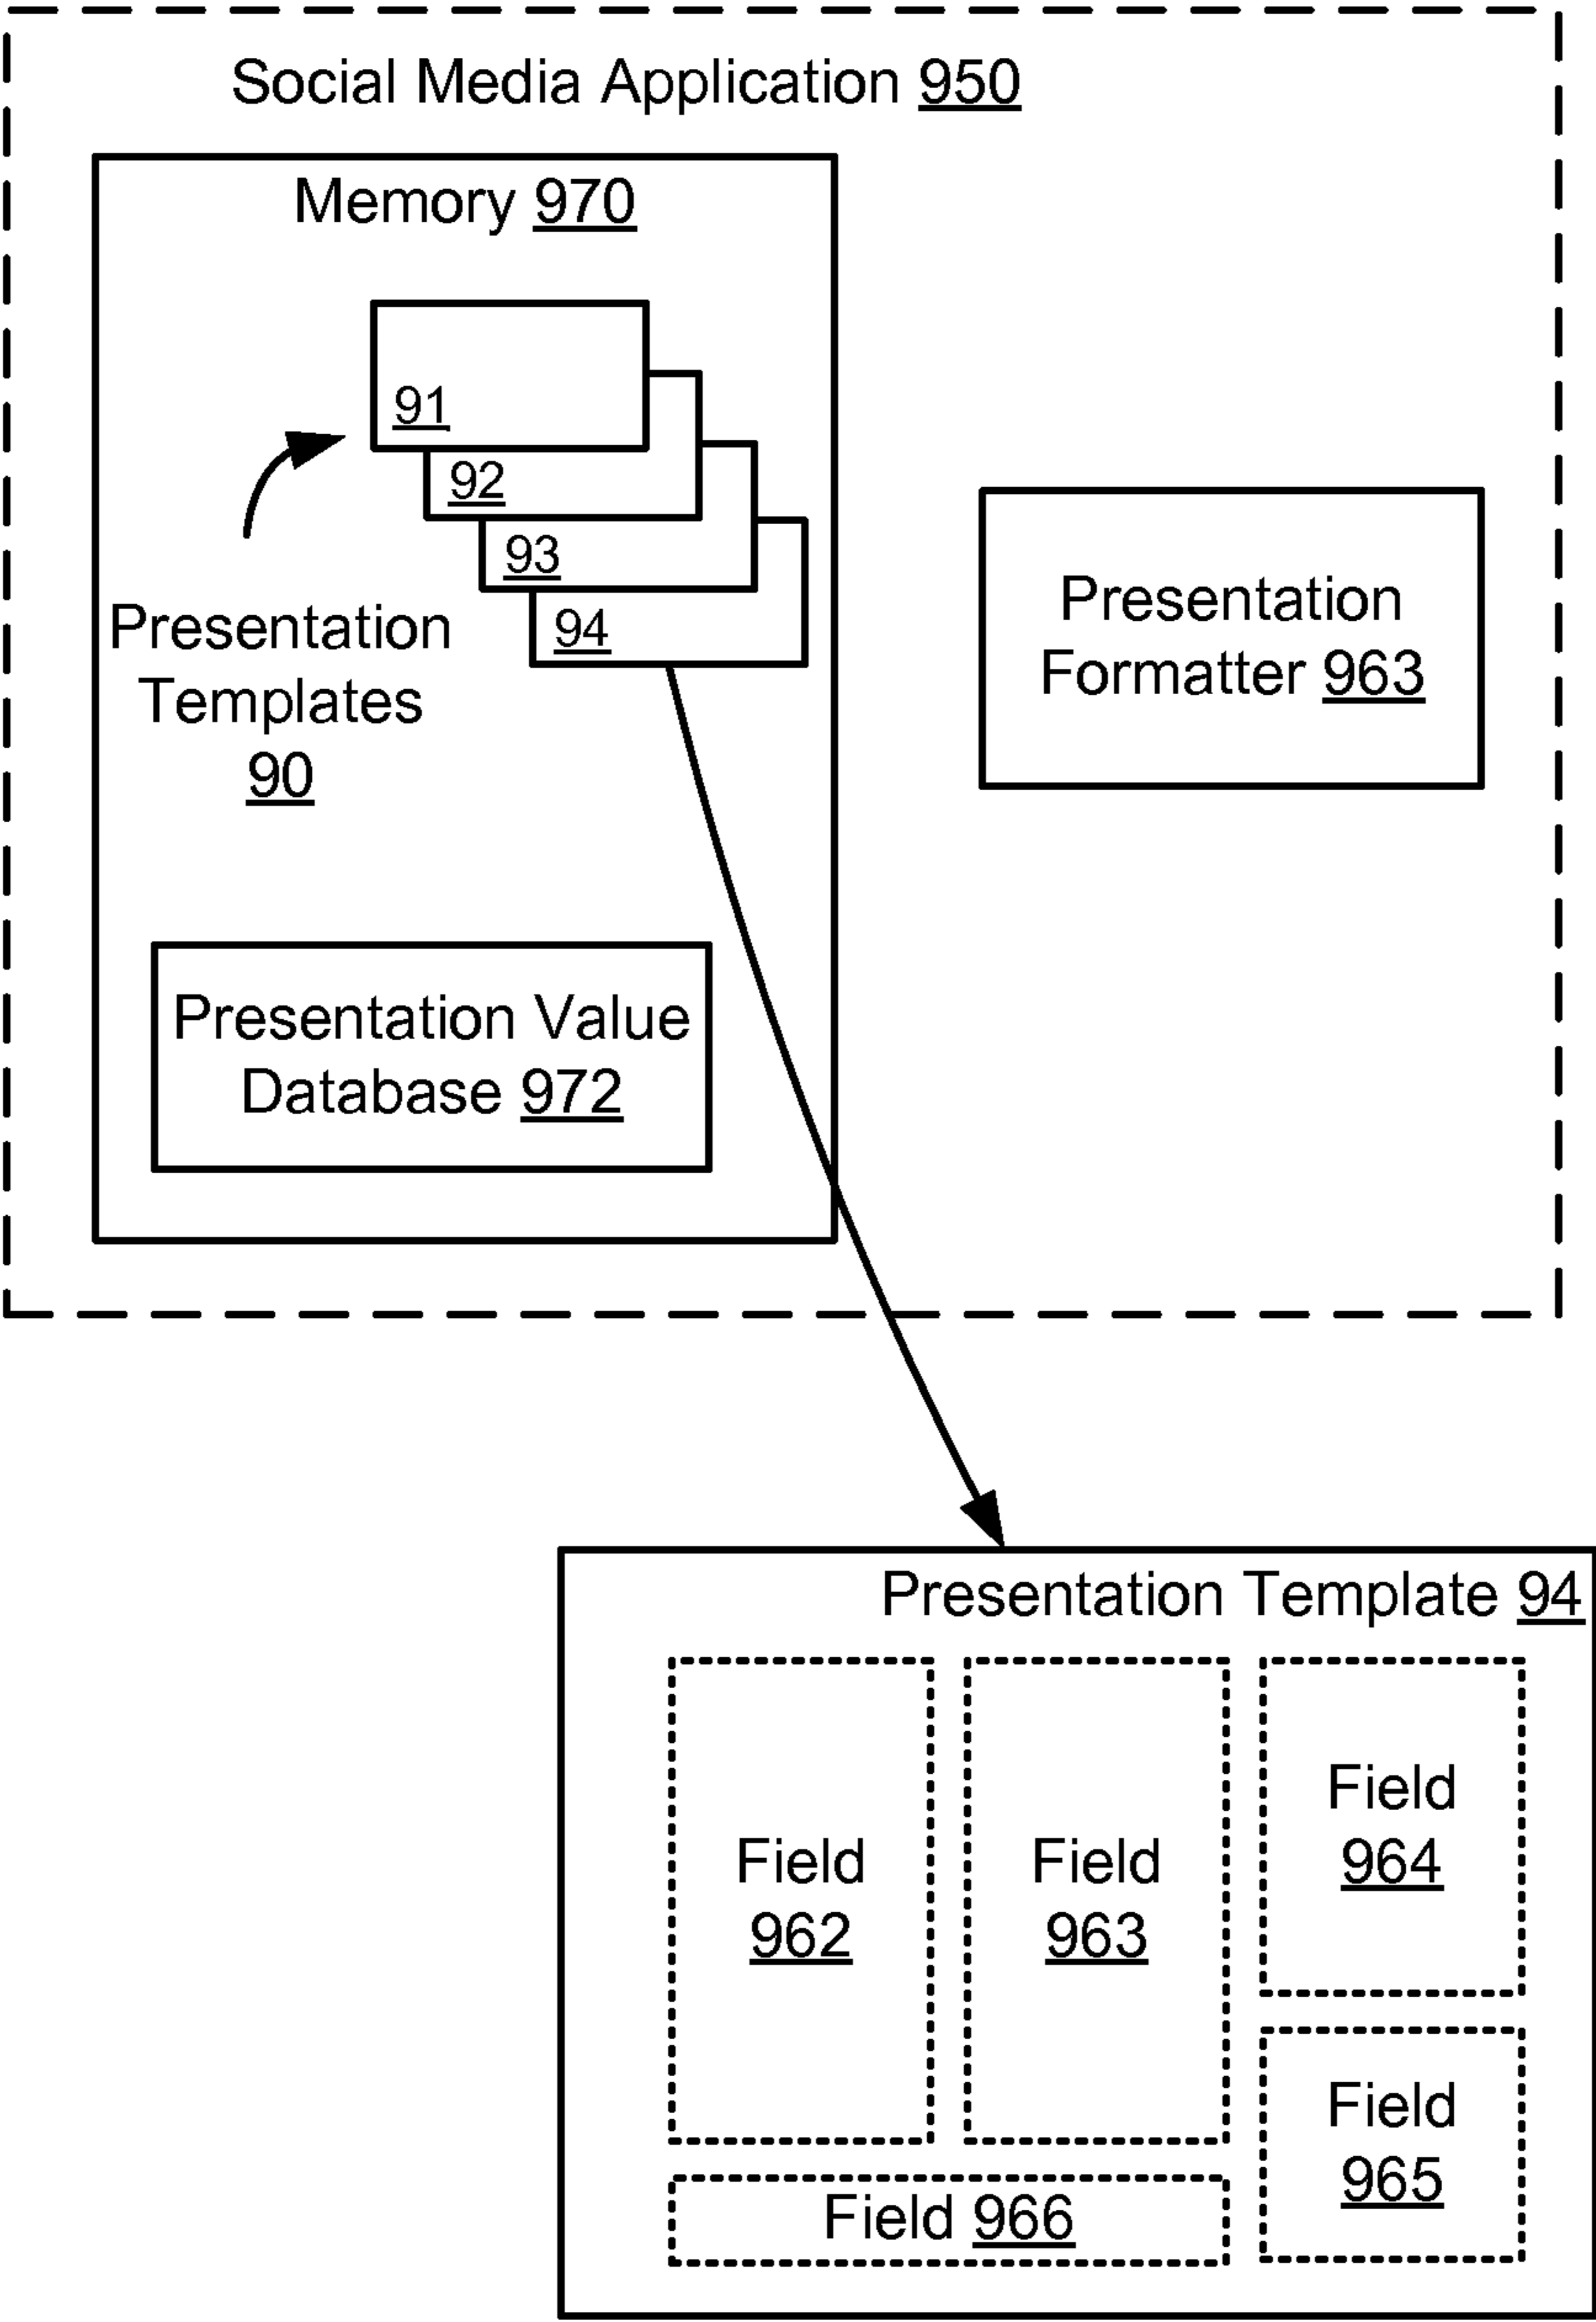 Social Media Application 950
Memory 970
91
92
93
94
Presentation
Templates
90
Presentation Value
Database 972
Presentation
Formatter 963
Presentation Template 94
Field
962
Field
963
Field
964
Field
965
Field 966